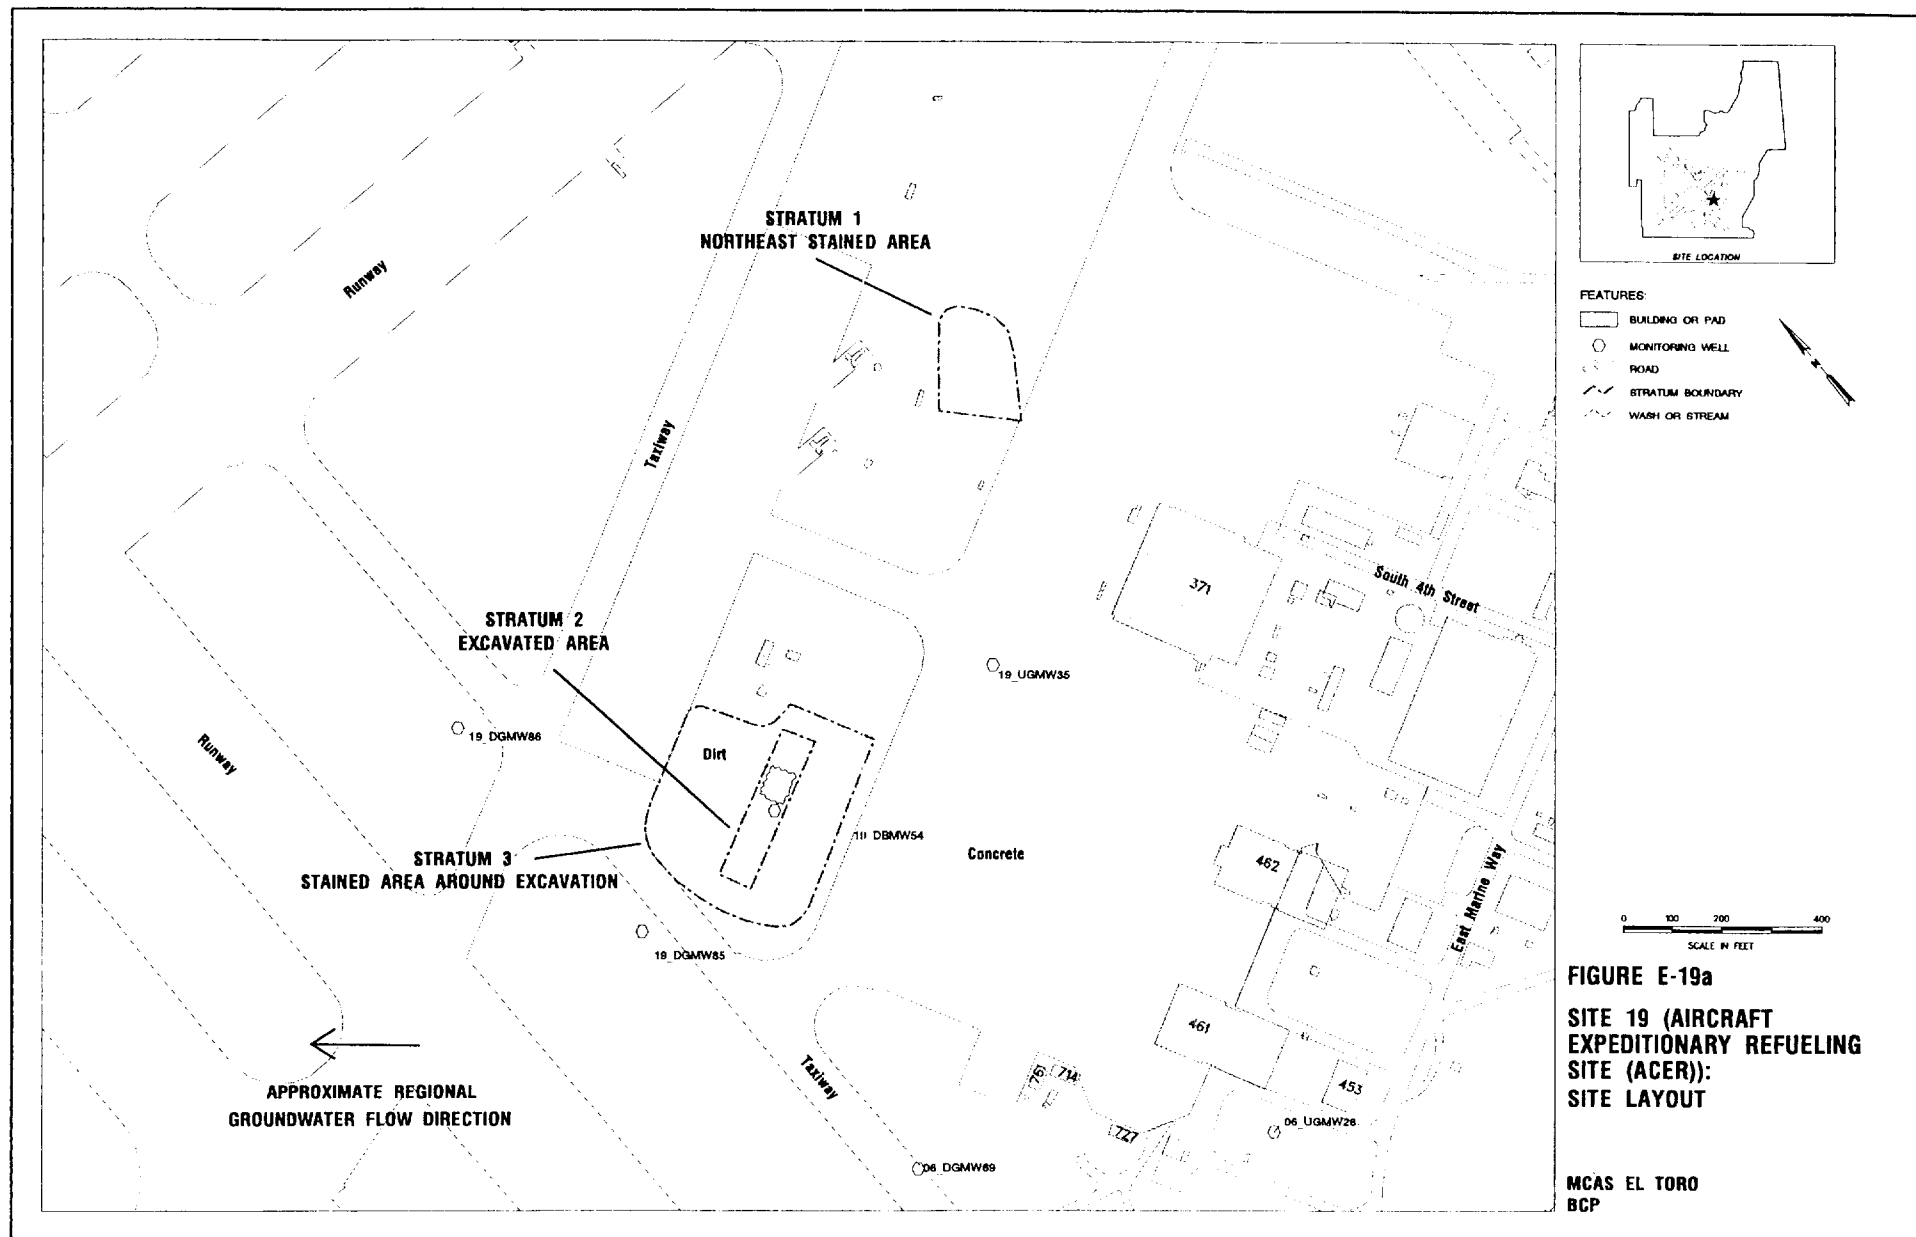 STRATUM 1
NORTHEAST STAINED AREA
Runway
Taxiway
STRATUM 2
EXCAVATED AREA
371
South 4th Street
19_UGMW35
19_DGMW86
Runway
Dirt
DBMW54
Concrete
STRATUM 3
STAINED AREA AROUND EXCAVATION
462
East Marine Way
19_DGMW85
461
APPROXIMATE REGIONAL
GROUNDWATER FLOW DIRECTION
Taxiway
761
714
453
727
06_UGMW28
06_DGMW69
SITE LOCATION
FEATURES:
BUILDING OR PAD
MONITORING WELL
ROAD
STRATUM BOUNDARY
WASH OR STREAM
N
0 100 200 400
SCALE IN FEET
FIGURE E-19a
SITE 19 (AIRCRAFT
EXPEDITIONARY REFUELING
SITE (ACER)):
SITE LAYOUT
MCAS EL TORO
BCP